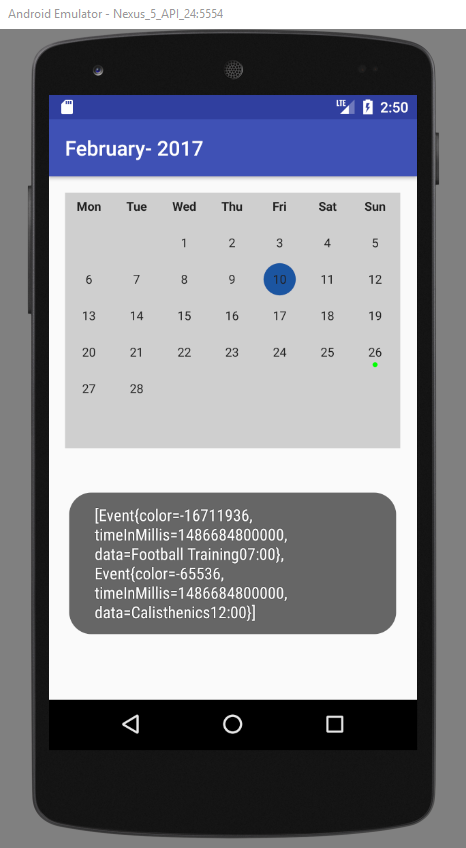 Android Emulator - Nexus_5_API_24:5554
LTE 2:50
February- 2017
Mon Tue Wed Thu Fri Sat Sun
1 2 3 4 5
6 7 8 9 10 11 12
13 14 15 16 17 18 19
20 21 22 23 24 25 26
27 28
[Event{color=-16711936,
timeInMillis=1486684800000,
data=Football Training07:00},
Event{color=-65536,
timeInMillis=1486684800000,
data=Calisthenics12:00}]